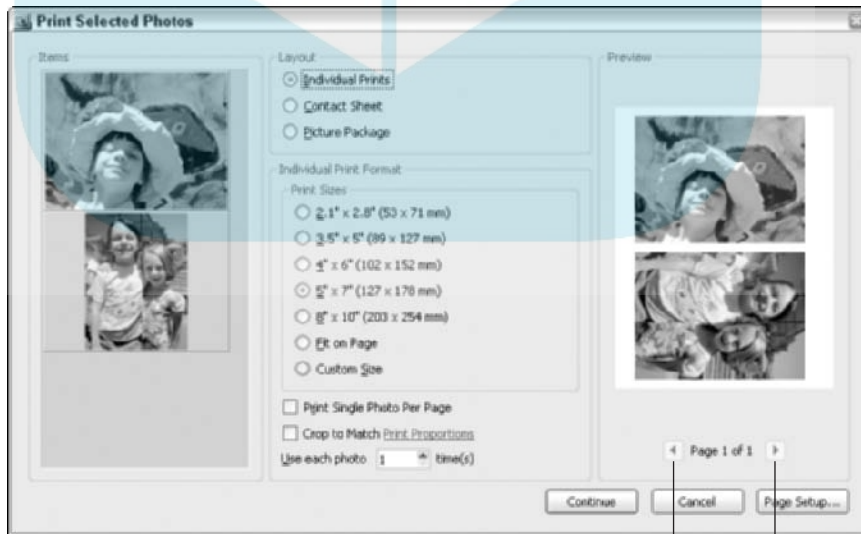 Print Selected Photos
Items
Layout
Individual Prints
Contact Sheet
Picture Package
Individual Print Format
Print Sizes
2.1" x 2.8" (53 x 71 mm)
3.5" x 5" (89 x 127 mm)
4" x 6" (102 x 152 mm)
5" x 7" (127 x 178 mm)
8" x 10" (203 x 254 mm)
Fit on Page
Custom Size
Print Single Photo Per Page
Crop to Match Print Proportions
Use each photo 1 time(s)
Preview
Page 1 of 1
Continue
Cancel
Page Setup...